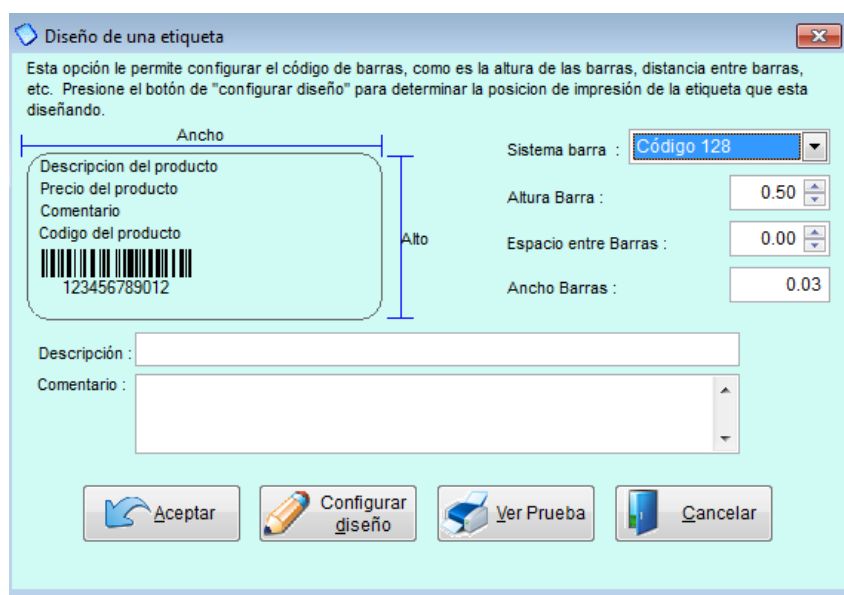 Diseño de una etiqueta
Esta opción le permite configurar el código de barras, como es la altura de las barras, distancia entre barras,
etc. Presione el botón de "configurar diseño" para determinar la posicion de impresión de la etiqueta que esta
diseñando.
Ancho
Descripcion del producto
Precio del producto
Comentario
Codigo del producto
123456789012
Alto
Sistema barra : Código 128
Altura Barra : 0.50
Espacio entre Barras : 0.00
Ancho Barras : 0.03
Descripción :
Comentario :
Aceptar
Configurar
diseño
Ver Prueba
Cancelar